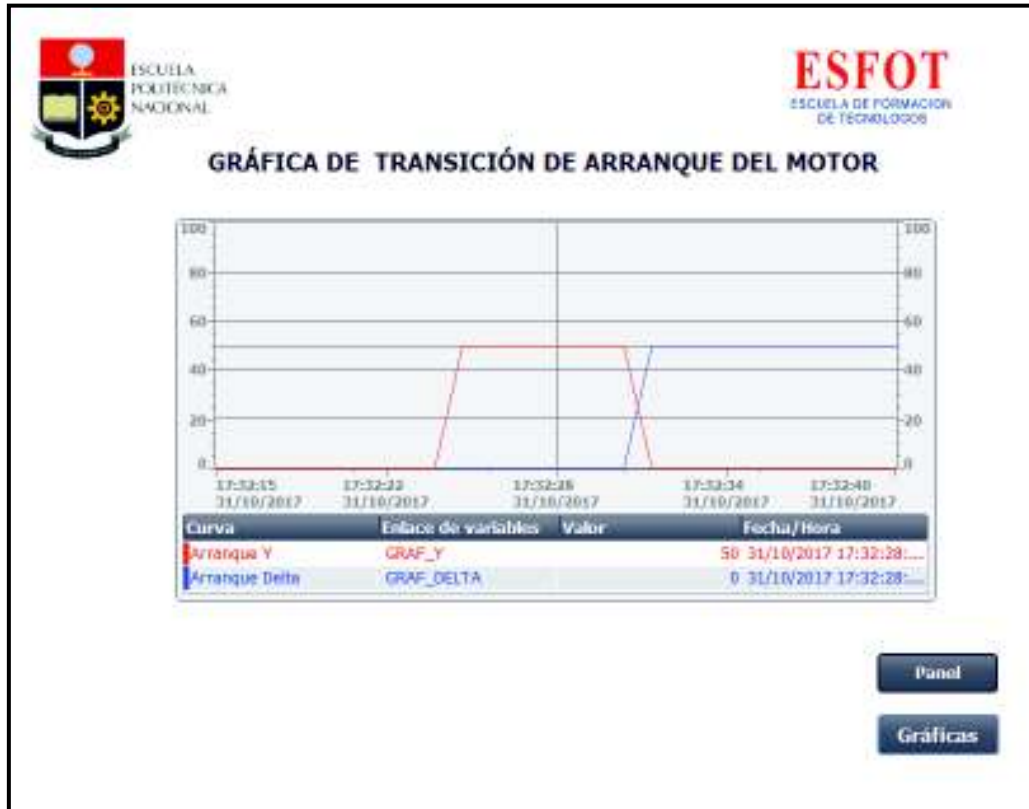 ESCUELA
POLITÉCNICA
NACIONAL
ESFOT
ESCUELA DE FORMACION
DE TECNOLOGOS
GRÁFICA DE TRANSICIÓN DE ARRANQUE DEL MOTOR
100 100
80 80
60 60
40 40
20 20
0 0
17:32:15 17:32:22 17:32:28 17:32:34 17:32:40
31/10/2017 31/10/2017 31/10/2017 31/10/2017 31/10/2017
Curva Enlace de variables Valor Fecha/Hora
Arranque Y GRAF_Y 50 31/10/2017 17:32:28:....
Arranque Delta GRAF_DELTA 0 31/10/2017 17:32:28:....
Panel
Gráficas